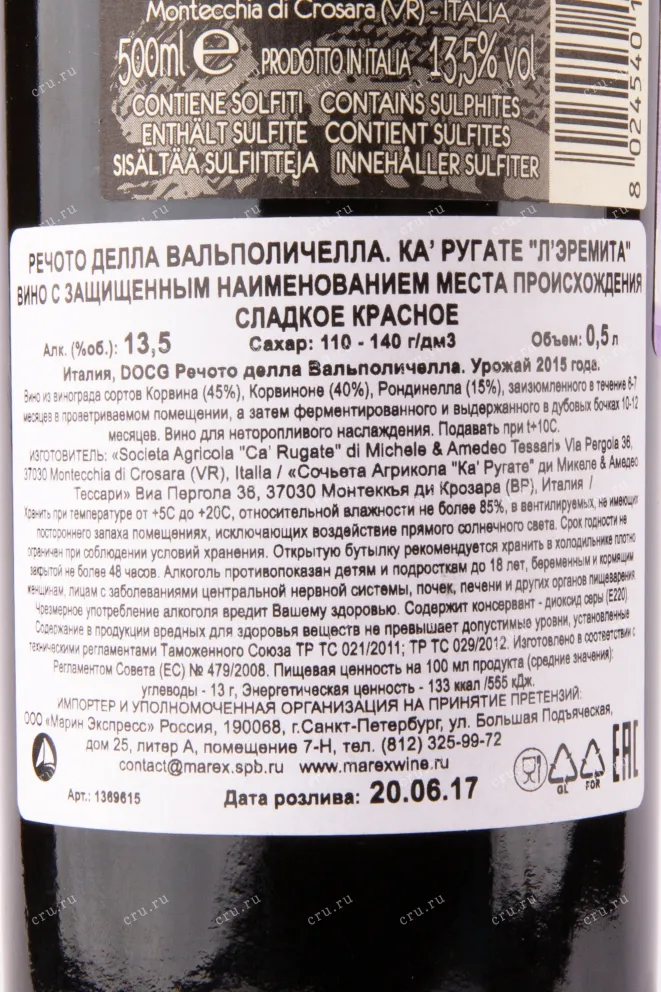 Montecchia di Crosara (VR) - ITALIA
500ml e PRODOTTO IN ITALIA 13,5% vol
CONTIENE SOLFITI CONTAINS SULPHITES
ENTHÄLT SULFITE CONTIENT SULFITES
SISÄLTÄÄ SULFIITTEJA INNEHÅLLER SULFITER
8 024540 1
РЕЧОТО ДЕЛЛА ВАЛЬПОЛИЧЕЛЛА. КА’ РУГАТЕ "Л’ЭРЕМИТА"
ВИНО С ЗАЩИЩЕННЫМ НАИМЕНОВАНИЕМ МЕСТА ПРОИСХОЖДЕНИЯ
СЛАДКОЕ КРАСНОЕ
Алк. (%об.): 13,5 Сахар: 110 - 140 г/дм3 Объем: 0,5 л
Италия, DOCG Речото делла Вальполичелла. Урожай 2015 года.
Вино из винограда сортов Корвина (45%), Корвиноне (40%), Рондинелла (15%), заизюмленного в течение 6-7
месяцев в проветриваемом помещении, а затем ферментированного и выдержанного в дубовых бочках 10-12
месяцев. Вино для неторопливого наслаждения. Подавать при t+10С.
ИЗГОТОВИТЕЛЬ: «Societa Agricola "Ca' Rugate" di Michele & Amedeo Tessari» Via Pergola 36,
37030 Montecchia di Crosara (VR), Italia / «Сочьета Агрикола "Ка' Ругате" ди Микеле & Амедео
Тессари» Виа Пергола 36, 37030 Монтеккья ди Крозара (ВР), Италия /
Хранить при температуре от +5С до +20С, относительной влажности не более 85%, в вентилируемых, не имеющих
постороннего запаха помещениях, исключающих воздействие прямого солнечного света. Срок годности не
ограничен при соблюдении условий хранения. Открытую бутылку рекомендуется хранить в холодильнике плотно
закрытой не более 48 часов. Алкоголь противопоказан детям и подросткам до 18 лет, беременным и кормящим
женщинам, лицам с заболеваниями центральной нервной системы, почек, печени и других органов пищеварения.
Чрезмерное употребление алкоголя вредит Вашему здоровью. Содержит консервант - диоксид серы (Е220).
Содержание в продукции вредных для здоровья веществ не превышает допустимые уровни, установленные
техническими регламентами Таможенного Союза ТР ТС 021/2011; ТР ТС 029/2012. Изготовлено в соответствии с
Регламентом Совета (ЕС) № 479/2008. Пищевая ценность на 100 мл продукта (средние значения):
углеводы - 13 г, Энергетическая ценность - 133 ккал /555 кДж.
ИМПОРТЕР И УПОЛНОМОЧЕННАЯ ОРГАНИЗАЦИЯ НА ПРИНЯТИЕ ПРЕТЕНЗИЙ:
ООО «Марин Экспресс» Россия, 190068, г.Санкт-Петербург, ул. Большая Подъяческая,
дом 25, литер А, помещение 7-Н, тел. (812) 325-99-72
contact@marex.spb.ru www.marexwine.ru
GL FOR EAC
Арт.: 1369615 Дата розлива: 20.06.17
cru.ru